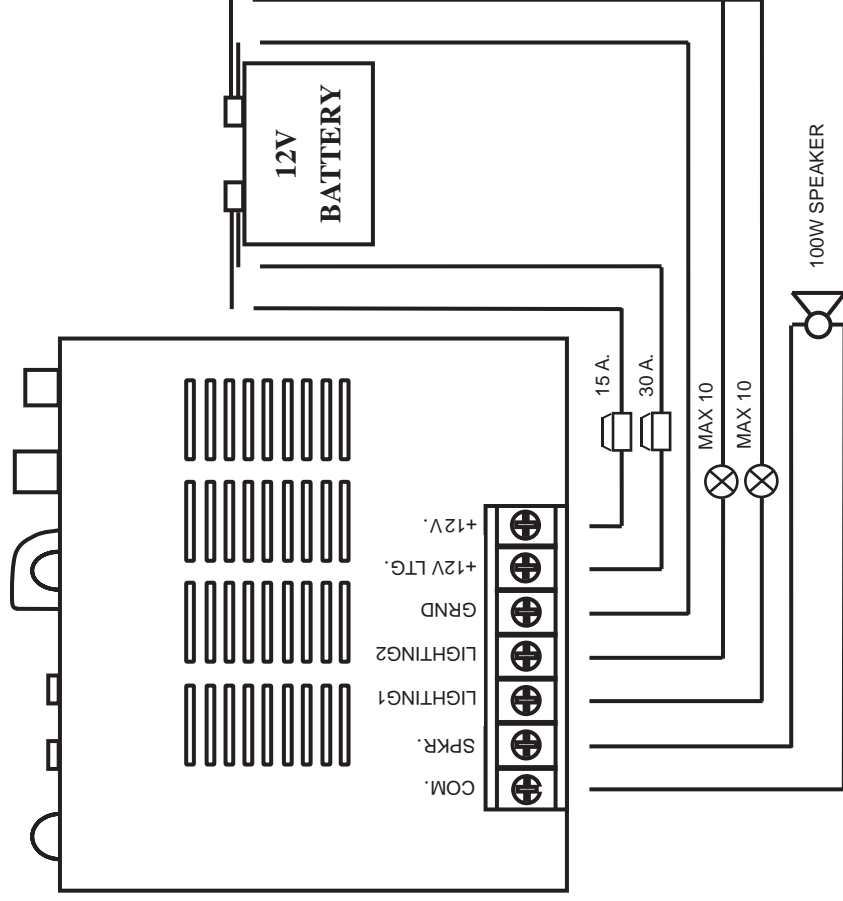 12V
BATTERY
100W SPEAKER
15 A.
30 A.
MAX 10
MAX 10
+12V.
+12V LTG.
GRND
LIGHTING2
LIGHTING1
SPKR.
COM.